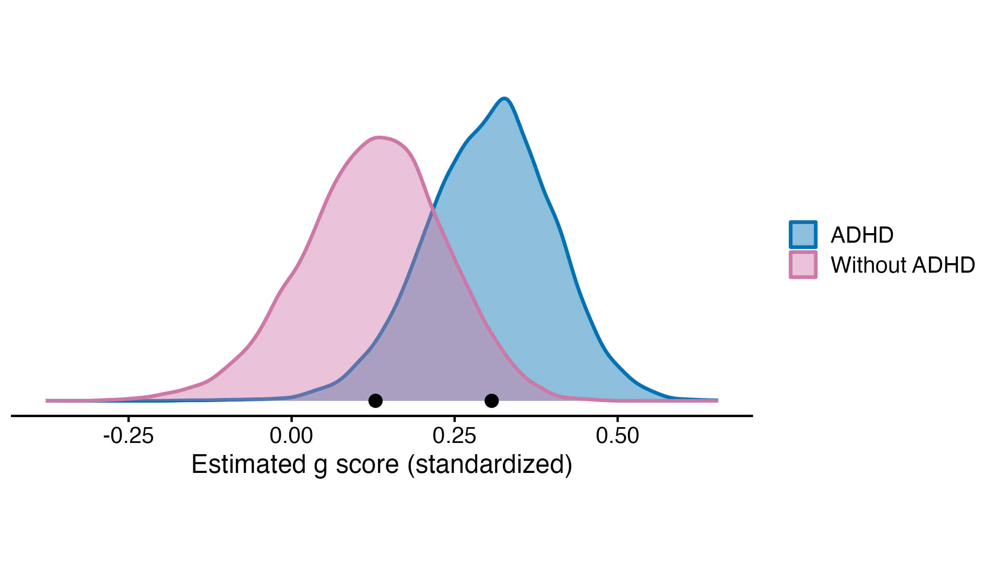 ADHD
Without ADHD
-0.25 0.00 0.25 0.50
Estimated g score (standardized)